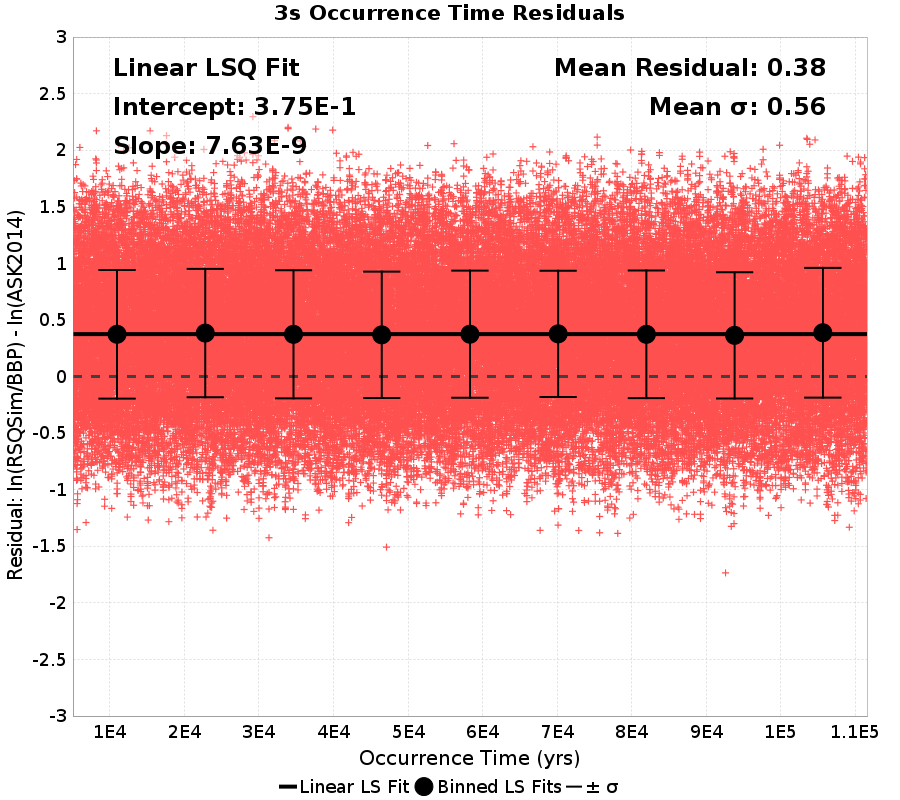 3s Occurrence Time Residuals
Linear LSQ Fit
Intercept: 3.75E-1
Slope: 7.63E-9
Mean Residual: 0.38
Mean σ: 0.56
Residual: ln(RSQSim/BBP) - ln(ASK2014)
3
2.5
2
1.5
1
0.5
0
-0.5
-1
-1.5
-2
-2.5
-3
1E4 2E4 3E4 4E4 5E4 6E4 7E4 8E4 9E4 1E5 1.1E5
Occurrence Time (yrs)
Linear LS Fit Binned LS Fits ± σ